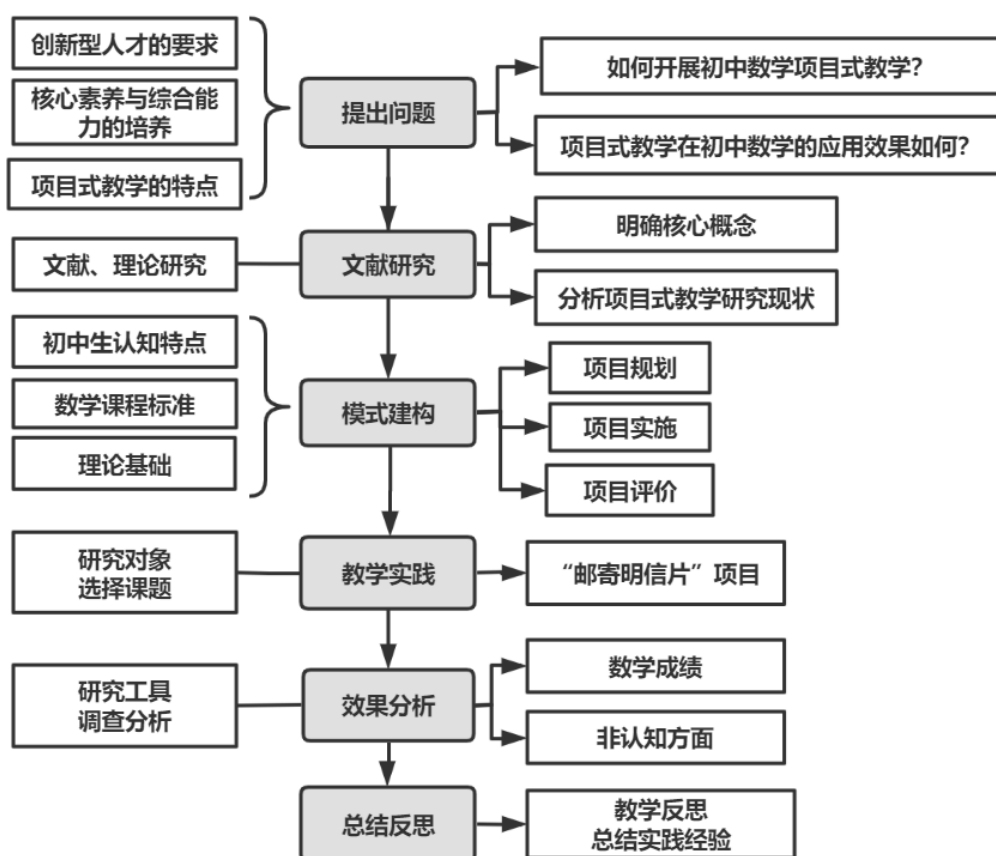 创新型人才的要求
核心素养与综合能
力的培养
项目式教学的特点
提出问题
如何开展初中数学项目式教学？
项目式教学在初中数学的应用效果如何？
文献、理论研究
文献研究
明确核心概念
分析项目式教学研究现状
初中生认知特点
数学课程标准
理论基础
模式建构
项目规划
项目实施
项目评价
研究对象
选择课题
教学实践
“邮寄明信片”项目
研究工具
调查分析
效果分析
数学成绩
非认知方面
总结反思
教学反思
总结实践经验